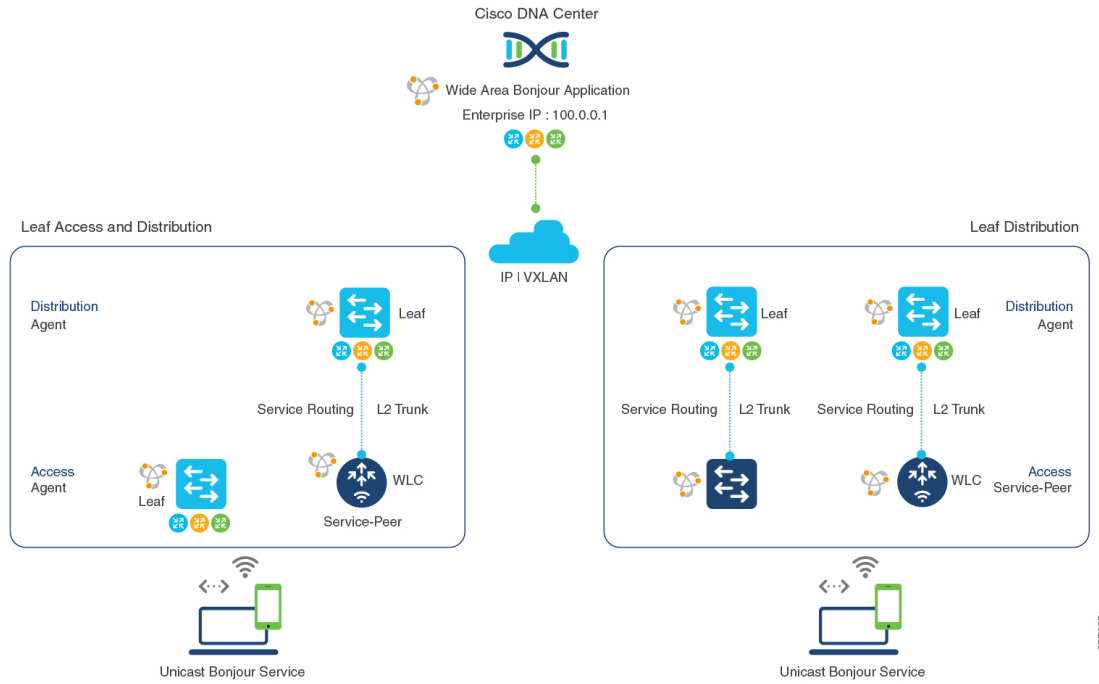 Cisco DNA Center
Wide Area Bonjour Application
Enterprise IP : 100.0.0.1
IP | VXLAN
Leaf Access and Distribution
Distribution
Agent
Leaf
Service Routing
L2 Trunk
Access
Agent
Leaf
WLC
Service-Peer
Unicast Bonjour Service
Leaf Distribution
Leaf
Leaf
Distribution
Agent
Service Routing
L2 Trunk
Service Routing
L2 Trunk
WLC
Access
Service-Peer
Unicast Bonjour Service